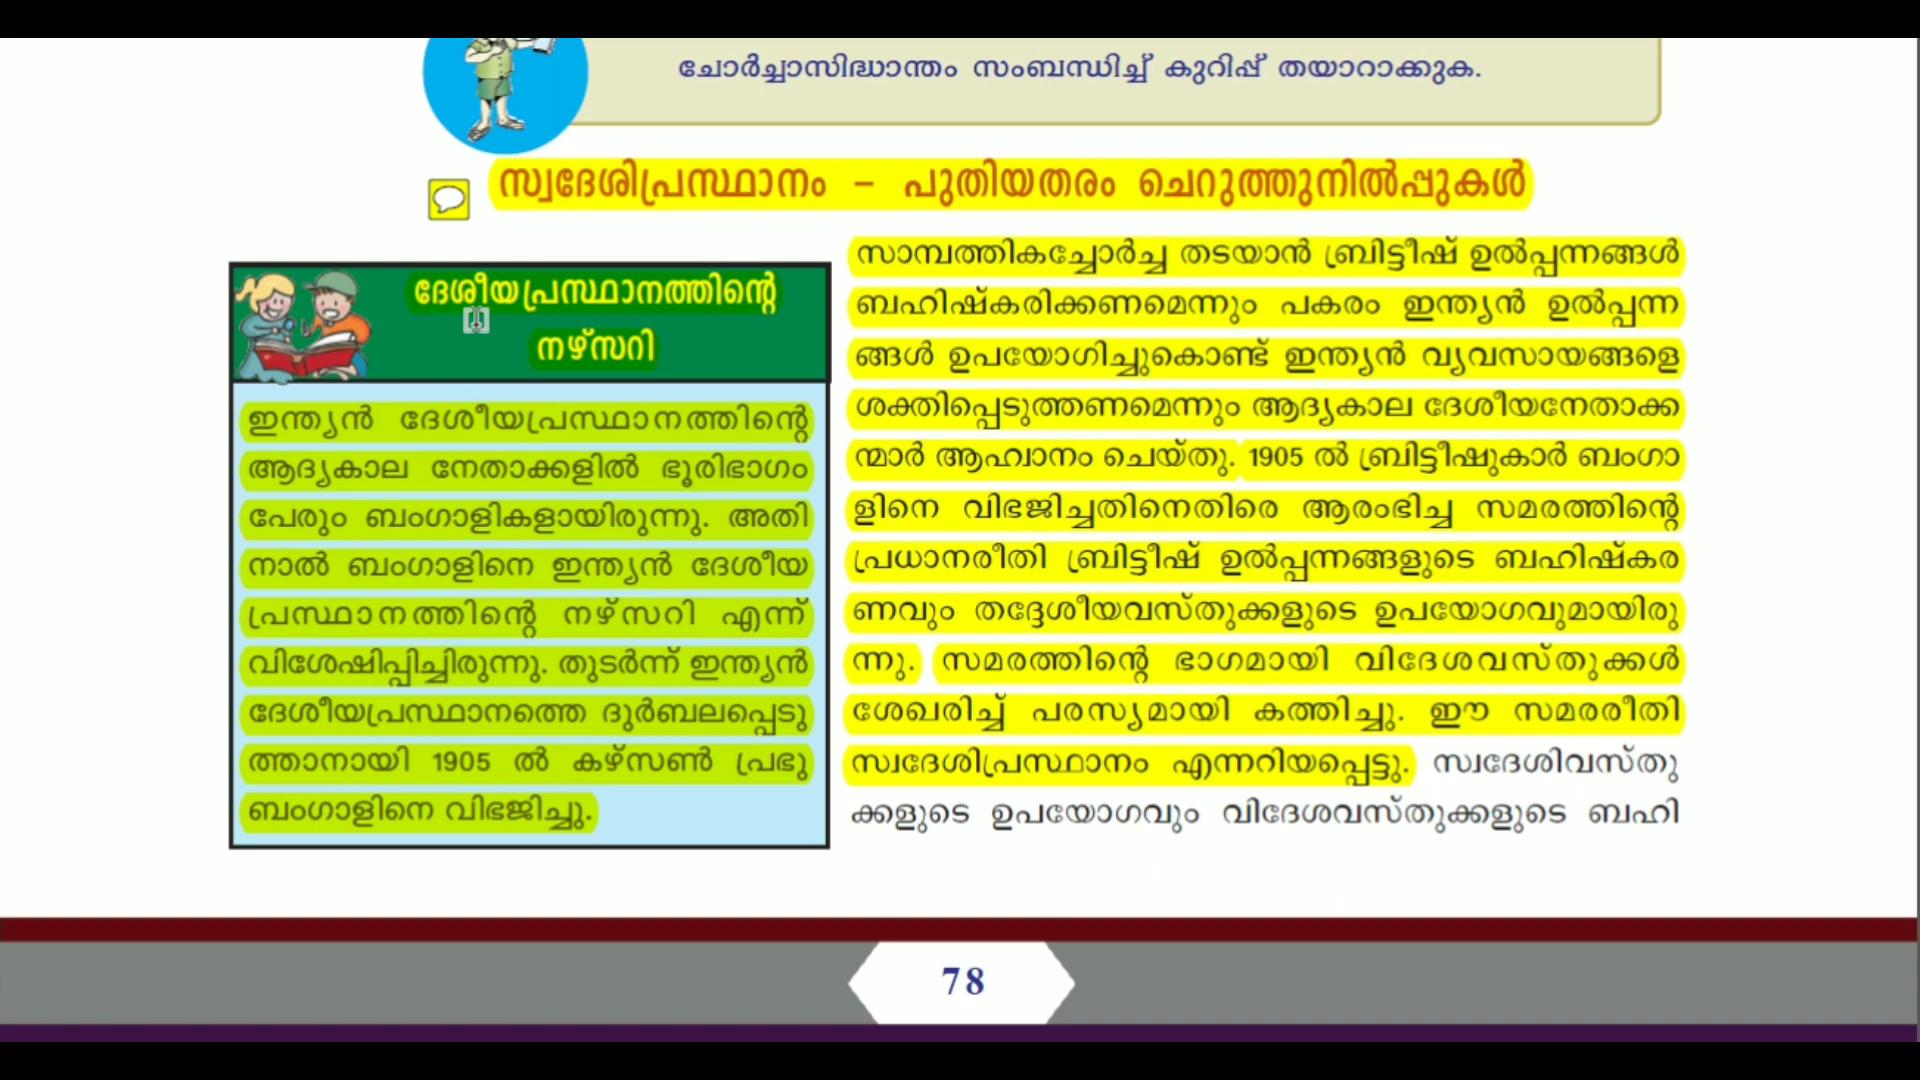 ചോർച്ചാസിദ്ധാന്തം സംബന്ധിച്ച് കുറിപ്പ് തയാറാക്കുക.
സ്വദേശിപ്രസ്ഥാനം – പുതിയതരം ചെറുത്തുനിൽപ്പുകൾ
ദേശീയപ്രസ്ഥാനത്തിന്റെ
നഴ്സറി
ഇന്ത്യൻ ദേശീയപ്രസ്ഥാനത്തിന്റെ
ആദ്യകാല നേതാക്കളിൽ ഭൂരിഭാഗം
പേരും ബംഗാളികളായിരുന്നു. അതി
നാൽ ബംഗാളിനെ ഇന്ത്യൻ ദേശീയ
പ്രസ്ഥാനത്തിന്റെ നഴ്സറി എന്ന്
വിശേഷിപ്പിച്ചിരുന്നു. തുടർന്ന് ഇന്ത്യൻ
ദേശീയപ്രസ്ഥാനത്തെ ദുർബലപ്പെടു
ത്താനായി 1905 ൽ കഴ്സൺ പ്രഭു
ബംഗാളിനെ വിഭജിച്ചു.
സാമ്പത്തികച്ചോർച്ച തടയാൻ ബ്രിട്ടീഷ് ഉൽപ്പന്നങ്ങൾ
ബഹിഷ്കരിക്കണമെന്നും പകരം ഇന്ത്യൻ ഉൽപ്പന്ന
ങ്ങൾ ഉപയോഗിച്ചുകൊണ്ട് ഇന്ത്യൻ വ്യവസായങ്ങളെ
ശക്തിപ്പെടുത്തണമെന്നും ആദ്യകാല ദേശീയനേതാക്ക
ന്മാർ ആഹ്വാനം ചെയ്തു. 1905 ൽ ബ്രിട്ടീഷുകാർ ബംഗാ
ളിനെ വിഭജിച്ചതിനെതിരെ ആരംഭിച്ച സമരത്തിന്റെ
പ്രധാനരീതി ബ്രിട്ടീഷ് ഉൽപ്പന്നങ്ങളുടെ ബഹിഷ്കര
ണവും തദ്ദേശീയവസ്തുക്കളുടെ ഉപയോഗവുമായിരു
ന്നു. സമരത്തിന്റെ ഭാഗമായി വിദേശവസ്തുക്കൾ
ശേഖരിച്ച് പരസ്യമായി കത്തിച്ചു. ഈ സമരരീതി
സ്വദേശിപ്രസ്ഥാനം എന്നറിയപ്പെട്ടു. സ്വദേശിവസ്തു
ക്കളുടെ ഉപയോഗവും വിദേശവസ്തുക്കളുടെ ബഹി
78